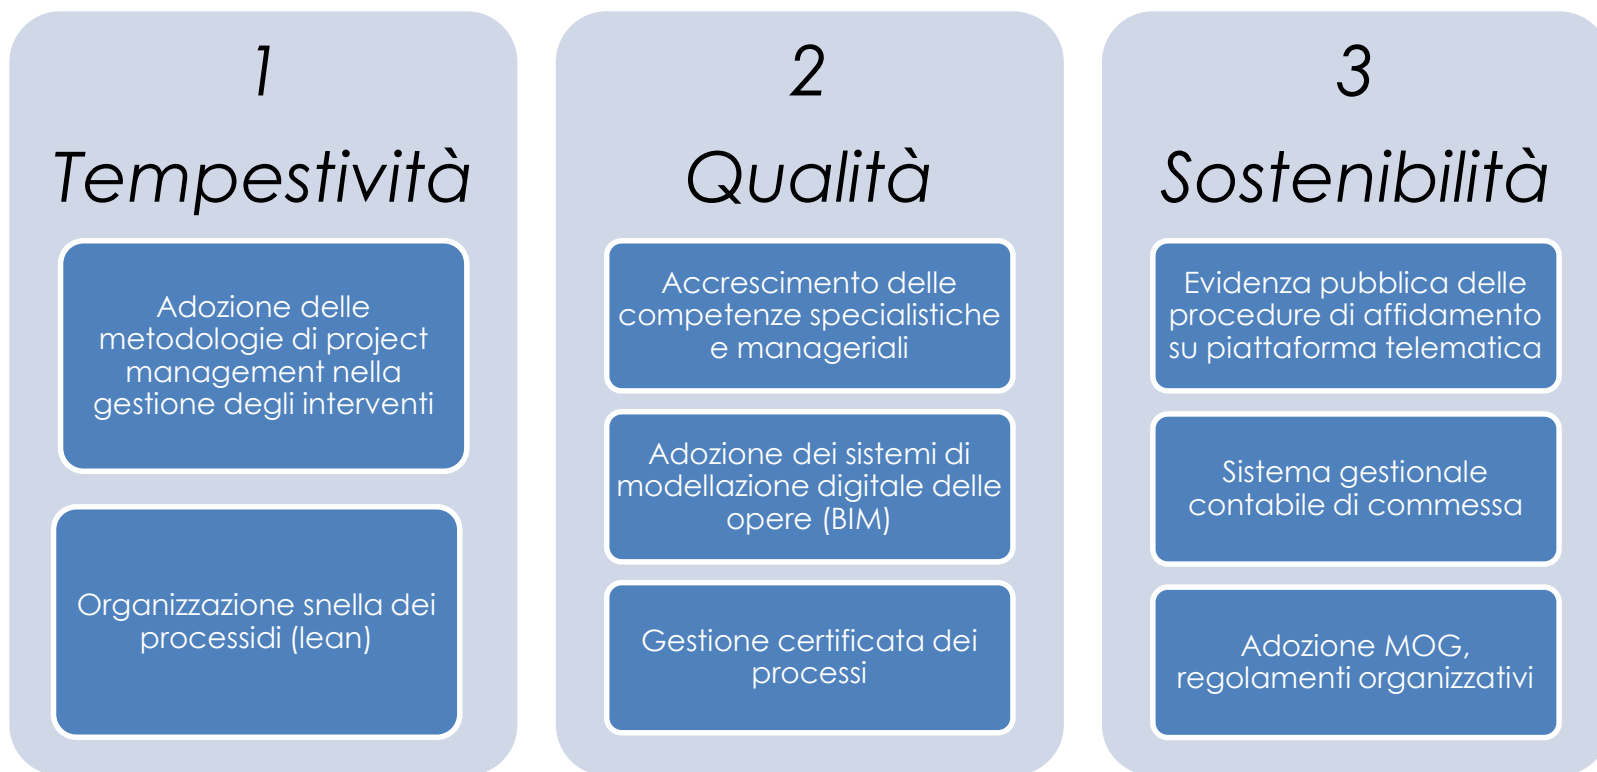 1
Tempestività
Adozione delle
metodologie di project
management nella
gestione degli interventi
Organizzazione snella dei
processidi (lean)
2
Qualità
Accrescimento delle
competenze specialistiche
e manageriali
Adozione dei sistemi di
modellazione digitale delle
opere (BIM)
Gestione certificata dei
processi
3
Sostenibilità
Evidenza pubblica delle
procedure di affidamento
su piattaforma telematica
Sistema gestionale
contabile di commessa
Adozione MOG,
regolamenti organizzativi